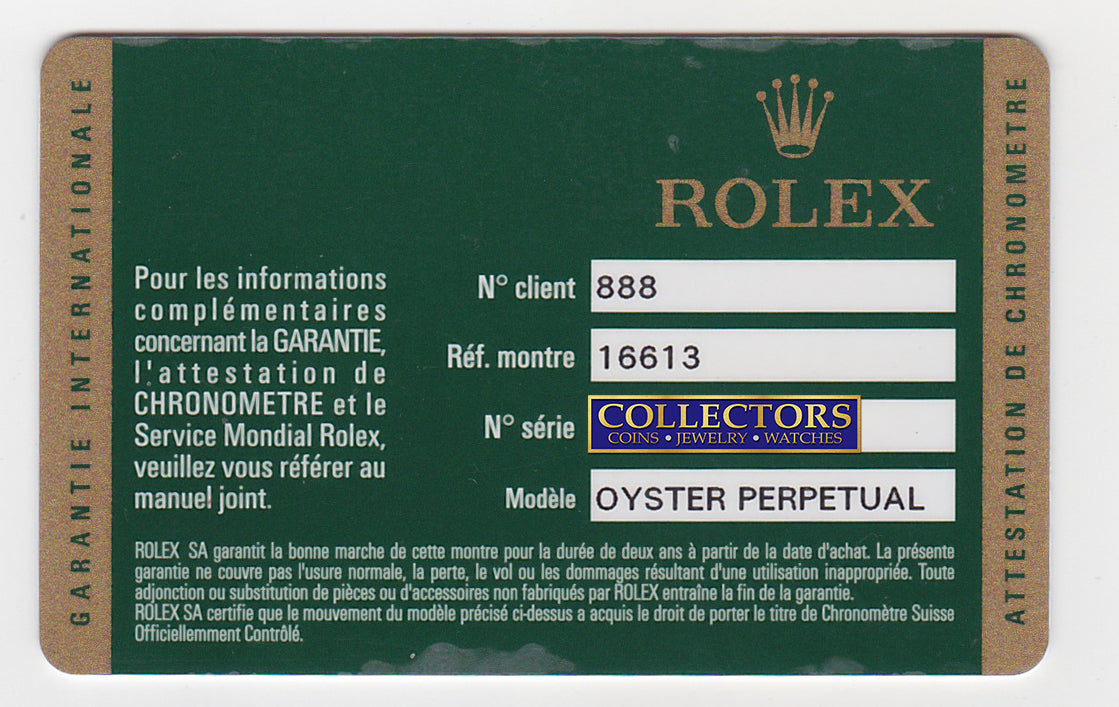 GARANTIE INTERNATIONALE
ROLEX
Pour les informations
complémentaires
concernant la GARANTIE,
l'attestation de
CHRONOMETRE et le
Service Mondial Rolex,
veuillez vous référer au
manuel joint.
N° client 888
Réf. montre 16613
N° série COLLECTORS
COINS • JEWELRY • WATCHES
Modèle OYSTER PERPETUAL
ROLEX SA garantit la bonne marche de cette montre pour la durée de deux ans à partir de la date d'achat. La présente
garantie ne couvre pas l'usure normale, la perte, le vol ou les dommages résultant d'une utilisation inappropriée. Toute
adjonction ou substitution de pièces ou d'accessoires non fabriqués par ROLEX entraîne la fin de la garantie.
ROLEX SA certifie que le mouvement du modèle précisé ci-dessus a acquis le droit de porter le titre de Chronomètre Suisse
Officiellemment Contrôlé.
ATTESTATION DE CHRONOMETRE